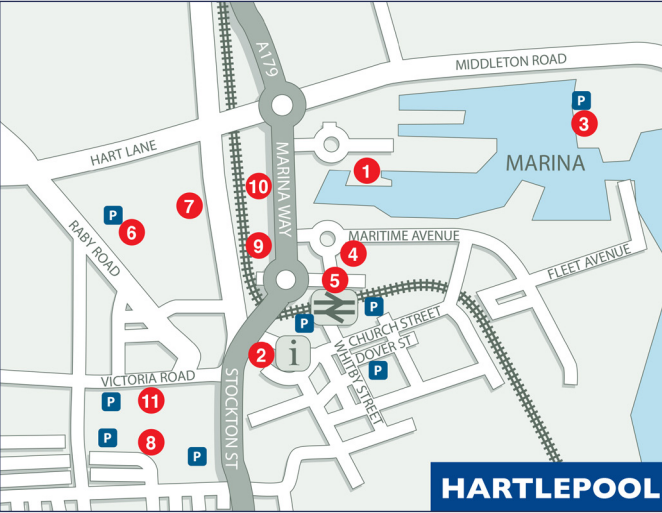 A179
MIDDLETON ROAD
P
3
HART LANE
MARINA WAY
1
MARINA
10
7
P
6
RABY ROAD
9
MARITIME AVENUE
4
FLEET AVENUE
5
P
P
CHURCH STREET
DOVER ST
2
i
WHITBY STREET
P
VICTORIA ROAD
STOCKTON ST
P
11
P
8
P
HARTLEPOOL